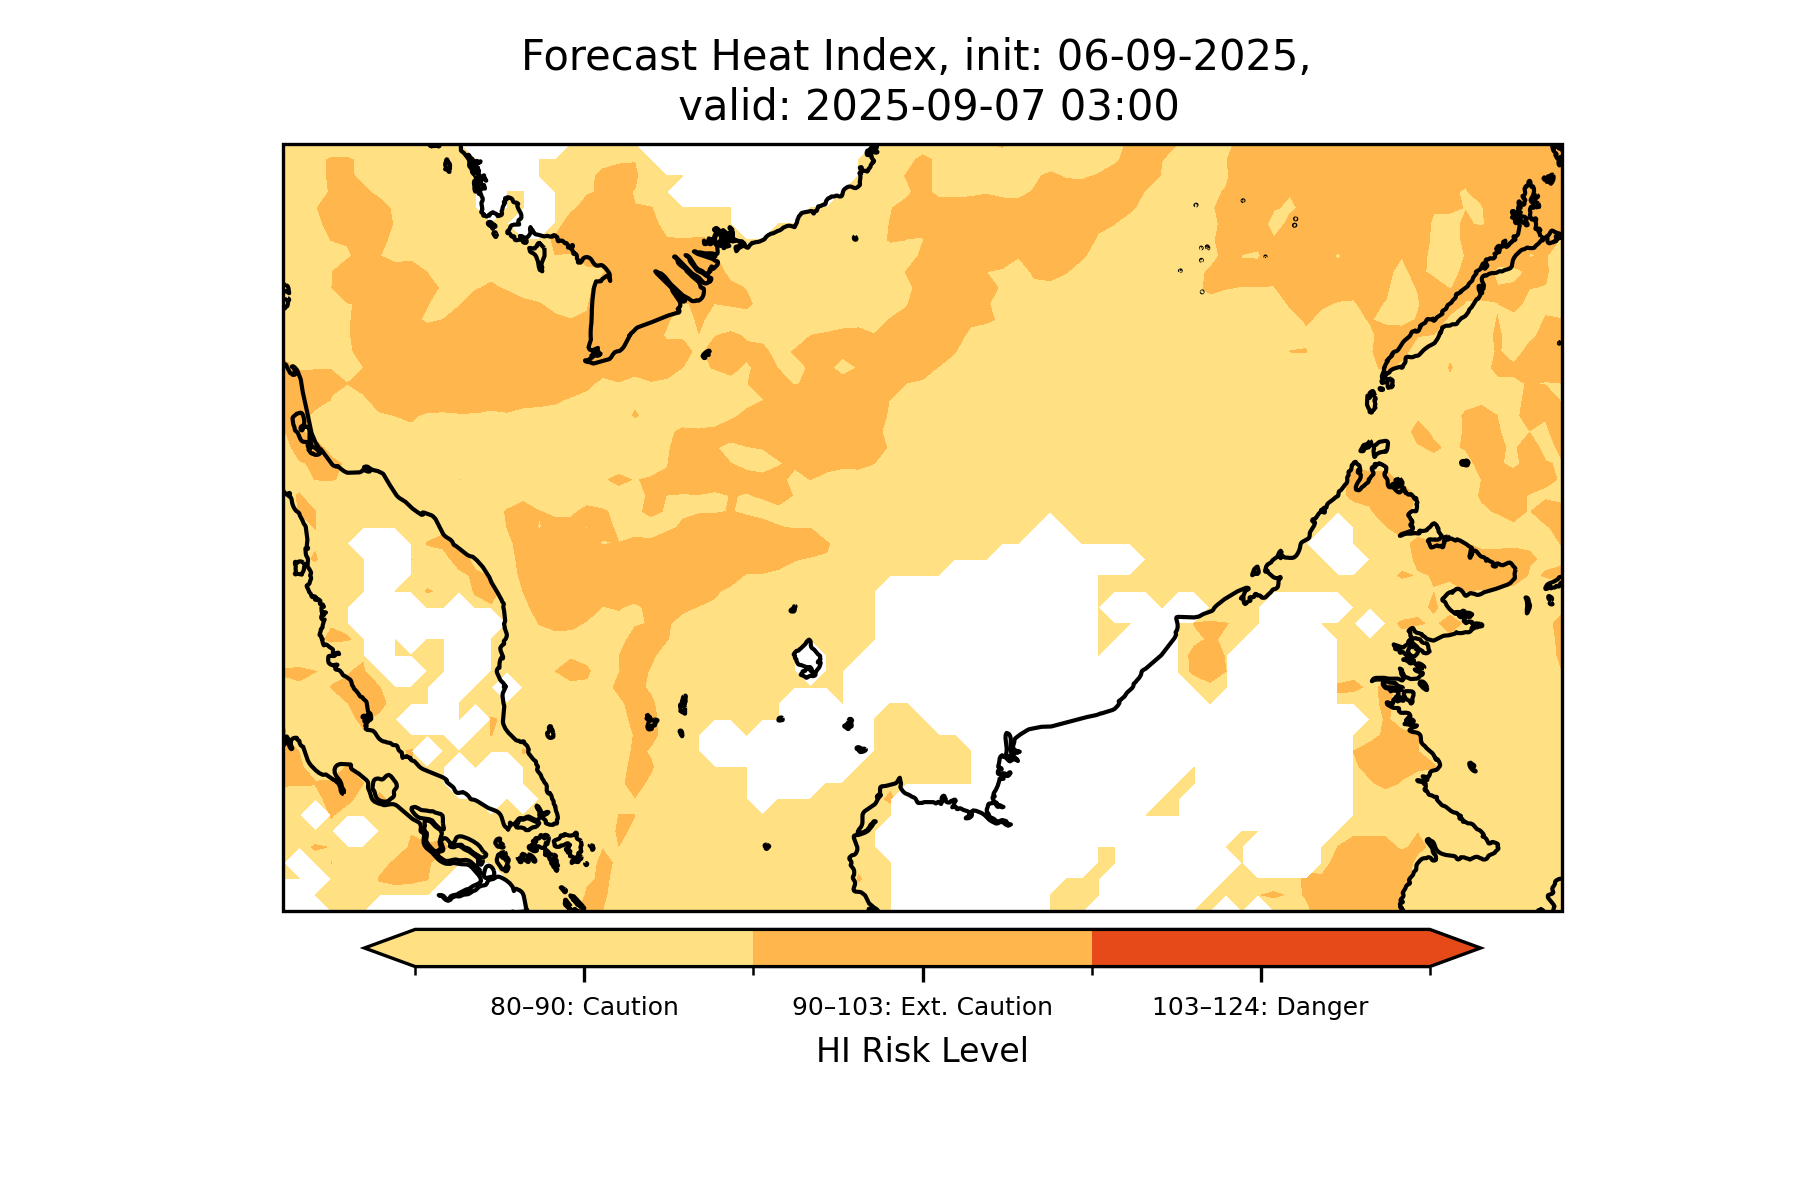 Forecast Heat Index, init: 06-09-2025,
valid: 2025-09-07 03:00
80–90: Caution
90–103: Ext. Caution
103–124: Danger
HI Risk Level